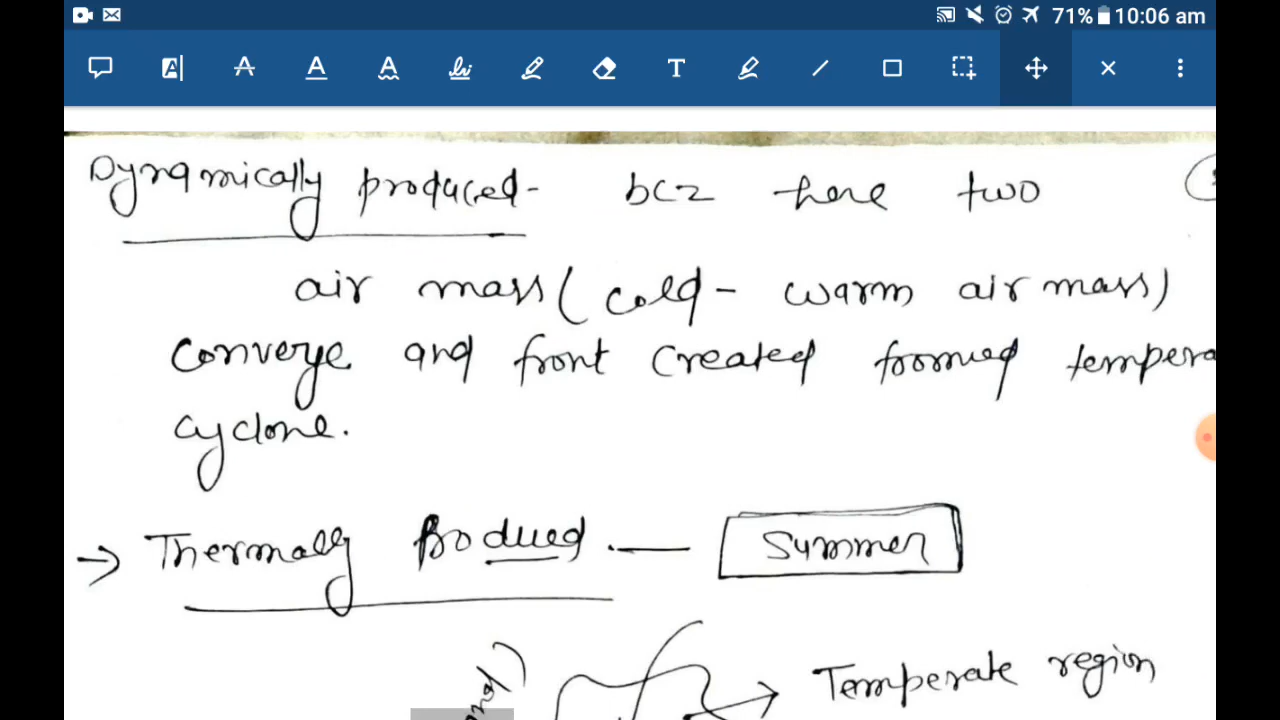 71% 10:06 am
A A A A T
Dynamically produced - bcz here two
air mass (cold - warm air mass)
converge and front created formed tempera
cyclone.
→ Thermally Produced. — Summer
Temperate region